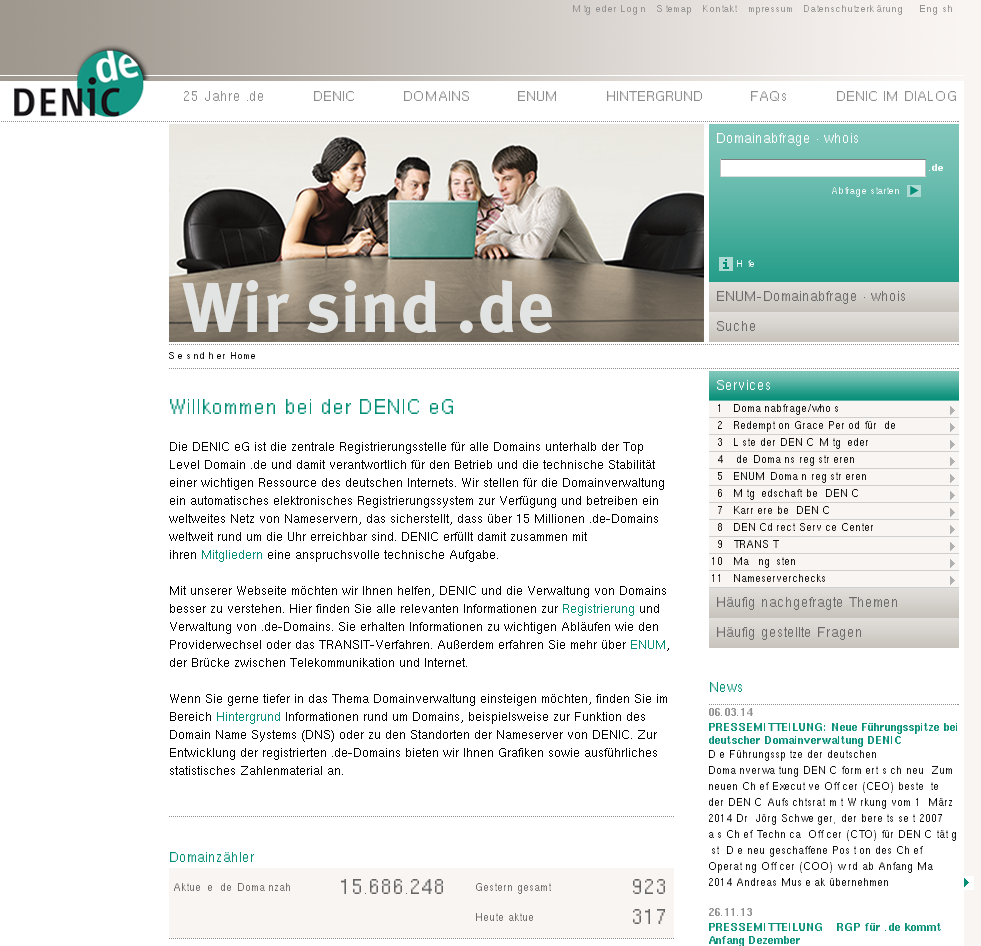 Mitglieder Login Sitemap Kontakt Impressum Datenschutzerklärung English
DENIC
de
25 Jahre .de DENIC DOMAINS ENUM HINTERGRUND FAQs DENIC IM DIALOG
Wir sind .de
Domainabfrage · whois
.de
Abfrage starten
i Hilfe
ENUM-Domainabfrage · whois
Suche
Sie sind hier Home
Willkommen bei der DENIC eG
Die DENIC eG ist die zentrale Registrierungsstelle für alle Domains unterhalb der Top
Level Domain .de und damit verantwortlich für den Betrieb und die technische Stabilität
einer wichtigen Ressource des deutschen Internets. Wir stellen für die Domainverwaltung
ein automatisches elektronisches Registrierungssystem zur Verfügung und betreiben ein
weltweites Netz von Nameservern, das sicherstellt, dass über 15 Millionen .de-Domains
weltweit rund um die Uhr erreichbar sind. DENIC erfüllt damit zusammen mit
ihren Mitgliedern eine anspruchsvolle technische Aufgabe.
Mit unserer Webseite möchten wir Ihnen helfen, DENIC und die Verwaltung von Domains
besser zu verstehen. Hier finden Sie alle relevanten Informationen zur Registrierung und
Verwaltung von .de-Domains. Sie erhalten Informationen zu wichtigen Abläufen wie den
Providerwechsel oder das TRANSIT-Verfahren. Außerdem erfahren Sie mehr über ENUM,
der Brücke zwischen Telekommunikation und Internet.
Wenn Sie gerne tiefer in das Thema Domainverwaltung einsteigen möchten, finden Sie im
Bereich Hintergrund Informationen rund um Domains, beispielsweise zur Funktion des
Domain Name Systems (DNS) oder zu den Standorten der Nameserver von DENIC. Zur
Entwicklung der registrierten .de-Domains bieten wir Ihnen Grafiken sowie ausführliches
statistisches Zahlenmaterial an.
Domainzähler
Aktuelle .de Domainzahl 15.686.248 Gestern gesamt 923
Heute aktuell 317
Services
1 Domainabfrage/whois
2 Redemption Grace Period für .de
3 Liste der DENIC Mitglieder
4 .de Domains registrieren
5 ENUM Domain registrieren
6 Mitgliedschaft bei DENIC
7 Karriere bei DENIC
8 DENICdirect Service Center
9 TRANSIT
10 Mailinglisten
11 Nameserverchecks
Häufig nachgefragte Themen
Häufig gestellte Fragen
News
06.03.14
PRESSEMITTEILUNG: Neue Führungsspitze bei
deutscher Domainverwaltung DENIC
Die Führungsspitze der deutschen
Domainverwaltung DENIC formiert sich neu. Zum
neuen Chief Executive Officer (CEO) bestellte
der DENIC Aufsichtsrat mit Wirkung vom 1. März
2014 Dr. Jörg Schweiger, der bereits seit 2007
als Chief Technical Officer (CTO) für DENIC tätig
ist. Die neu geschaffene Position des Chief
Operating Officer (COO) wird ab Anfang Mai
2014 Andreas Musielak übernehmen
26.11.13
PRESSEMITTEILUNG RGP für .de kommt
Anfang Dezember